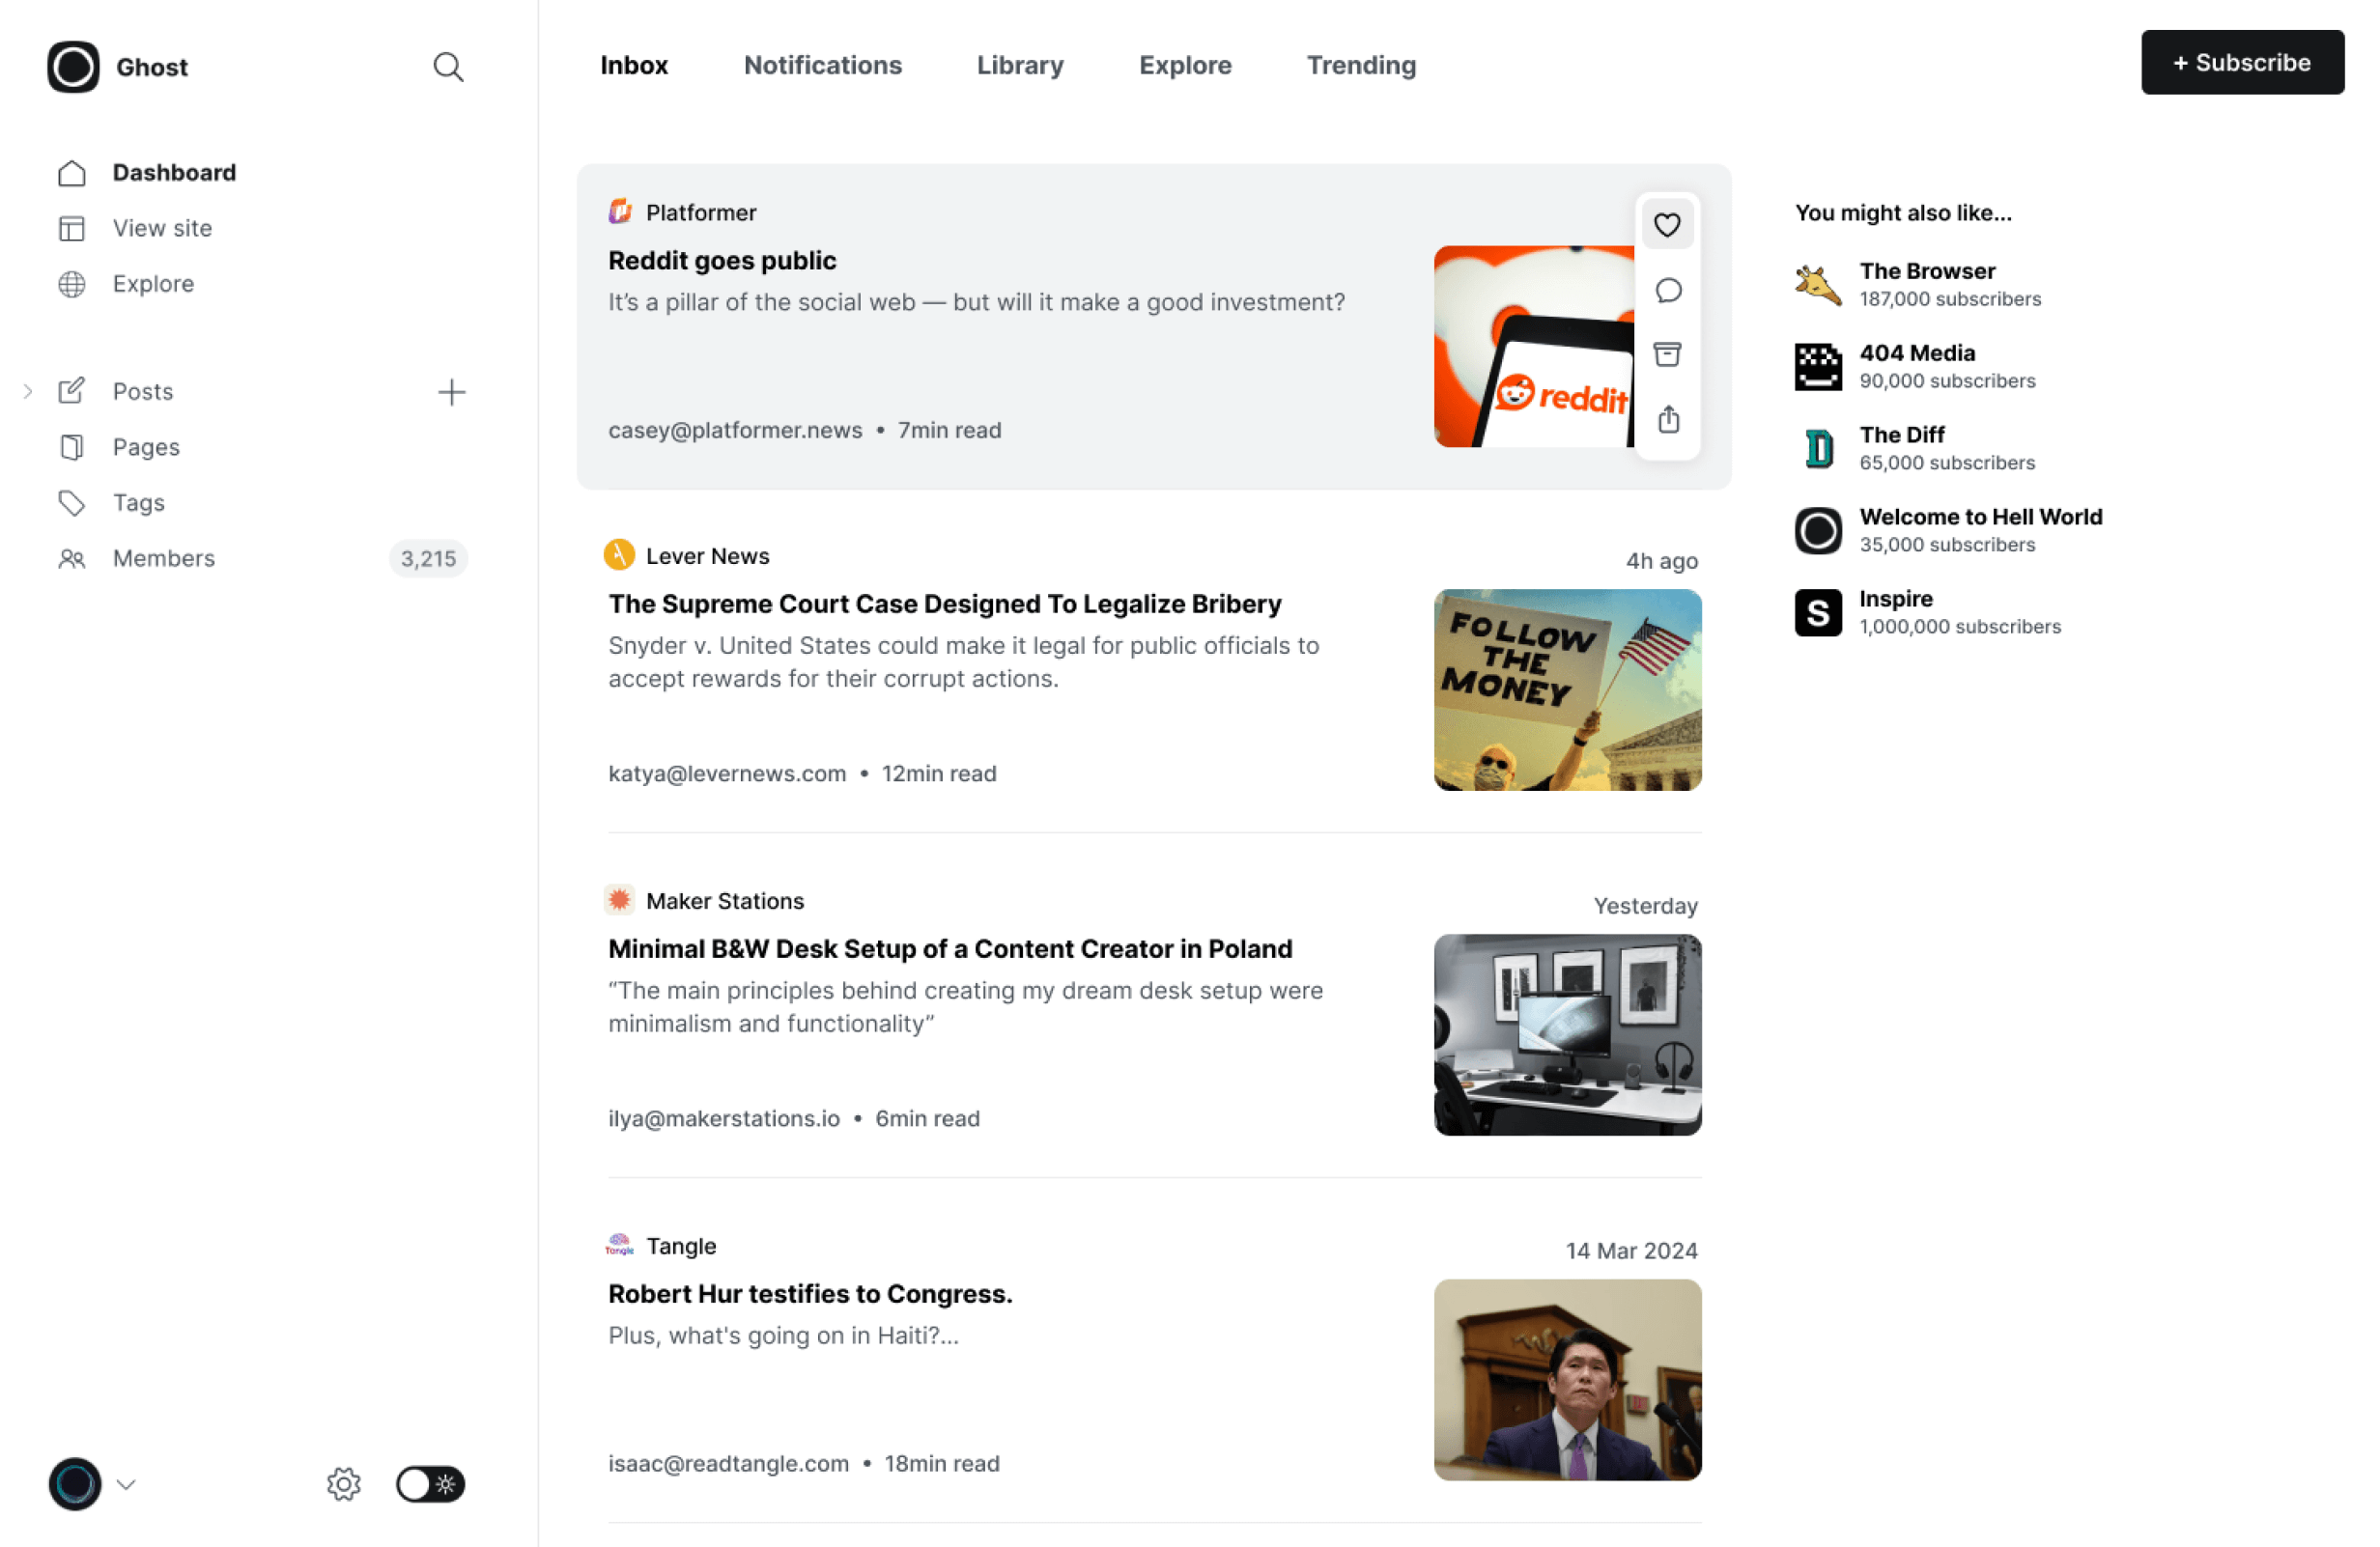 Ghost
Dashboard
View site
Explore
Posts
Pages
Tags
Members
3,215
Inbox
Notifications
Library
Explore
Trending
+ Subscribe
Platformer
Reddit goes public
It’s a pillar of the social web — but will it make a good investment?
casey@platformer.news • 7min read
reddit
Lever News
4h ago
The Supreme Court Case Designed To Legalize Bribery
Snyder v. United States could make it legal for public officials to
accept rewards for their corrupt actions.
katya@levernews.com • 12min read
FOLLOW
THE
MONEY
Maker Stations
Yesterday
Minimal B&W Desk Setup of a Content Creator in Poland
“The main principles behind creating my dream desk setup were
minimalism and functionality”
ilya@makerstations.io • 6min read
Tangle
Tangle
14 Mar 2024
Robert Hur testifies to Congress.
Plus, what's going on in Haiti?...
isaac@readtangle.com • 18min read
You might also like...
The Browser
187,000 subscribers
404 Media
90,000 subscribers
D
The Diff
65,000 subscribers
Welcome to Hell World
35,000 subscribers
S
Inspire
1,000,000 subscribers